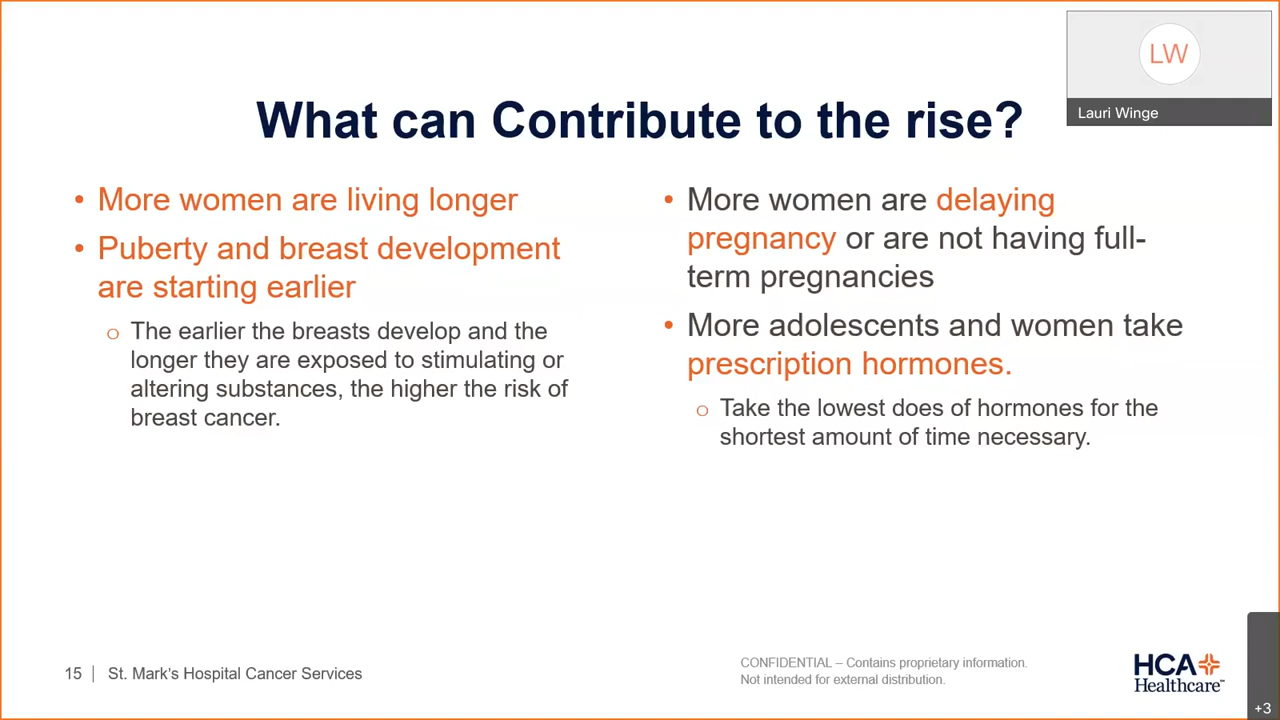 LW
Lauri Winge
What can Contribute to the rise?
• More women are living longer
• Puberty and breast development
are starting earlier
o The earlier the breasts develop and the
longer they are exposed to stimulating or
altering substances, the higher the risk of
breast cancer.
• More women are delaying
pregnancy or are not having full-
term pregnancies
• More adolescents and women take
prescription hormones.
o Take the lowest does of hormones for the
shortest amount of time necessary.
15 | St. Mark's Hospital Cancer Services
CONFIDENTIAL – Contains proprietary information.
Not intended for external distribution.
HCA
Healthcare™
+3